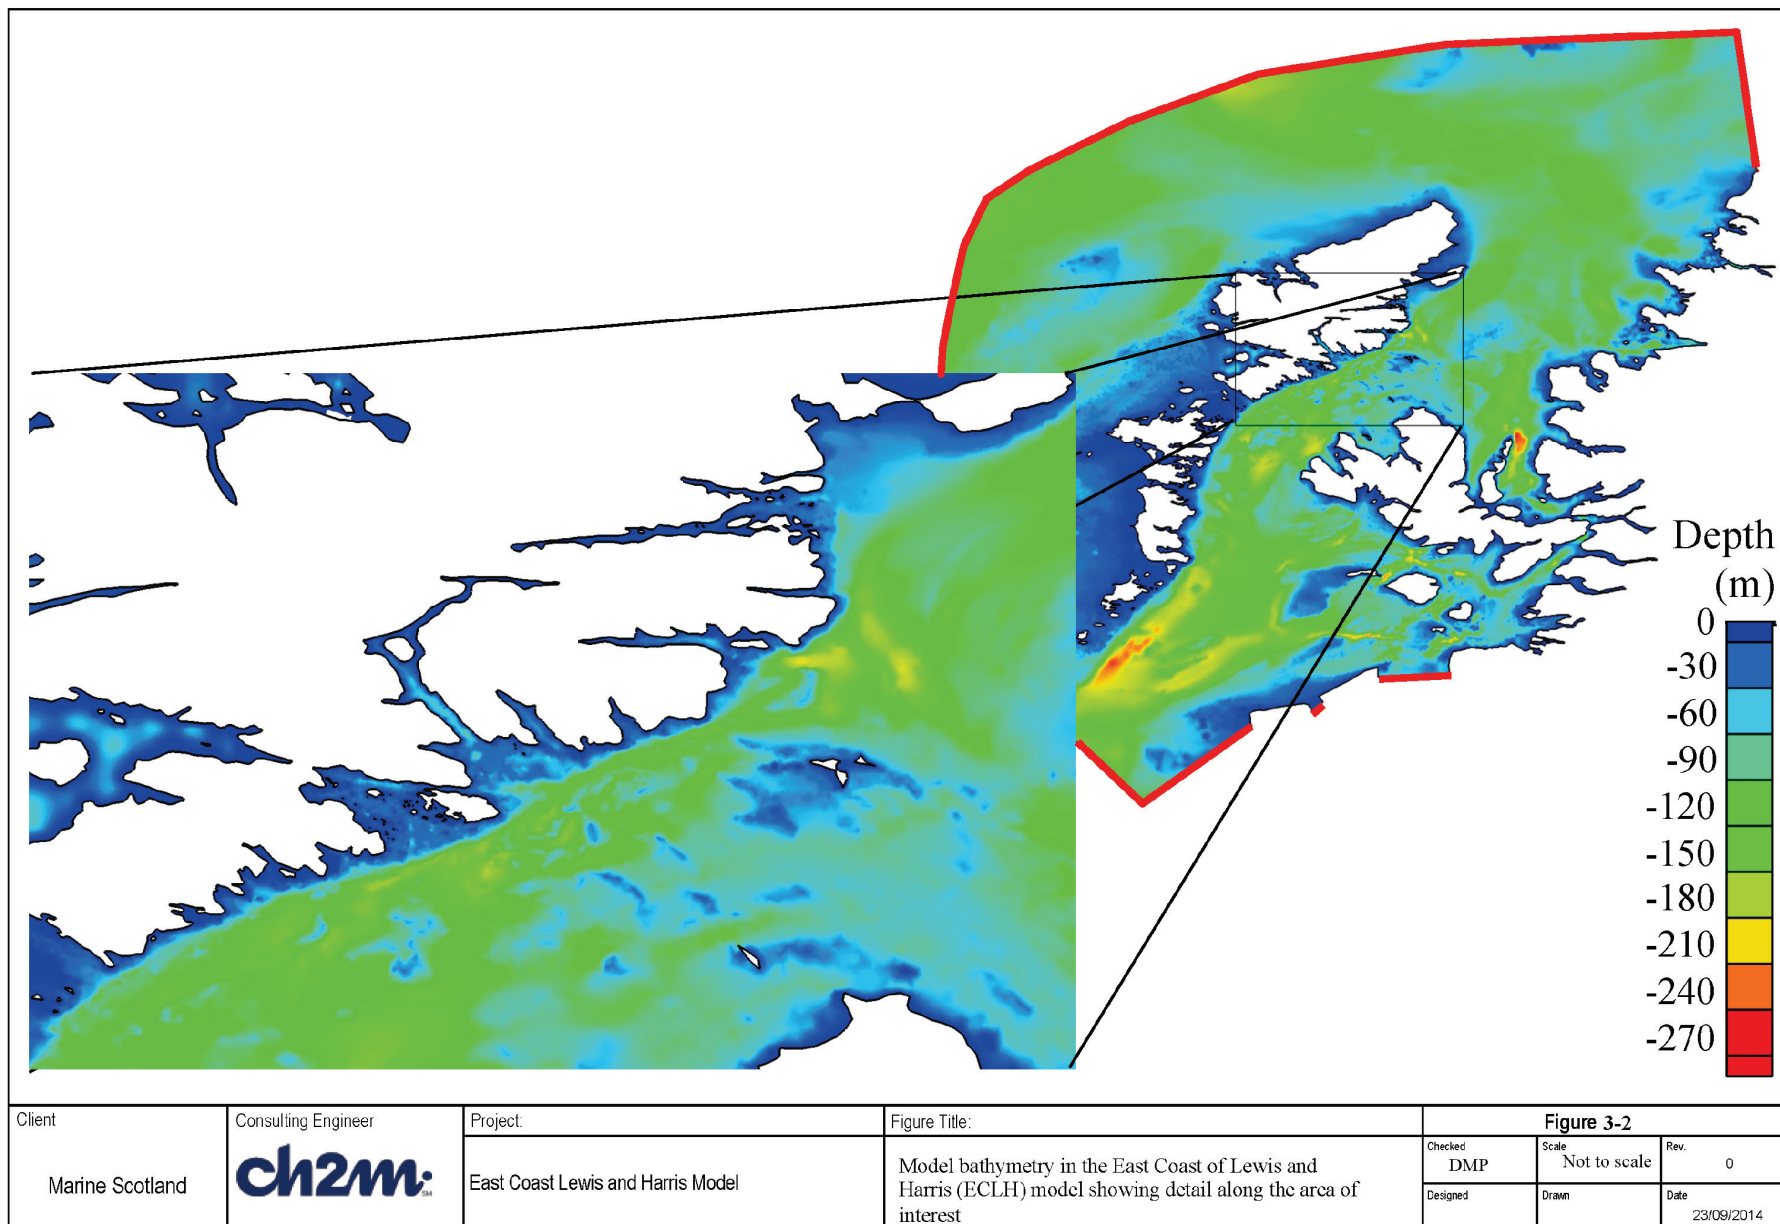 Depth
(m)
0
-30
-60
-90
-120
-150
-180
-210
-240
-270
Client
Marine Scotland
Consulting Engineer
ch2m:
SM
Project:
East Coast Lewis and Harris Model
Figure Title:
Model bathymetry in the East Coast of Lewis and
Harris (ECLH) model showing detail along the area of
interest
Figure 3-2
Checked
DMP
Scale
Not to scale
Rev.
0
Designed
Drawn
Date
23/09/2014